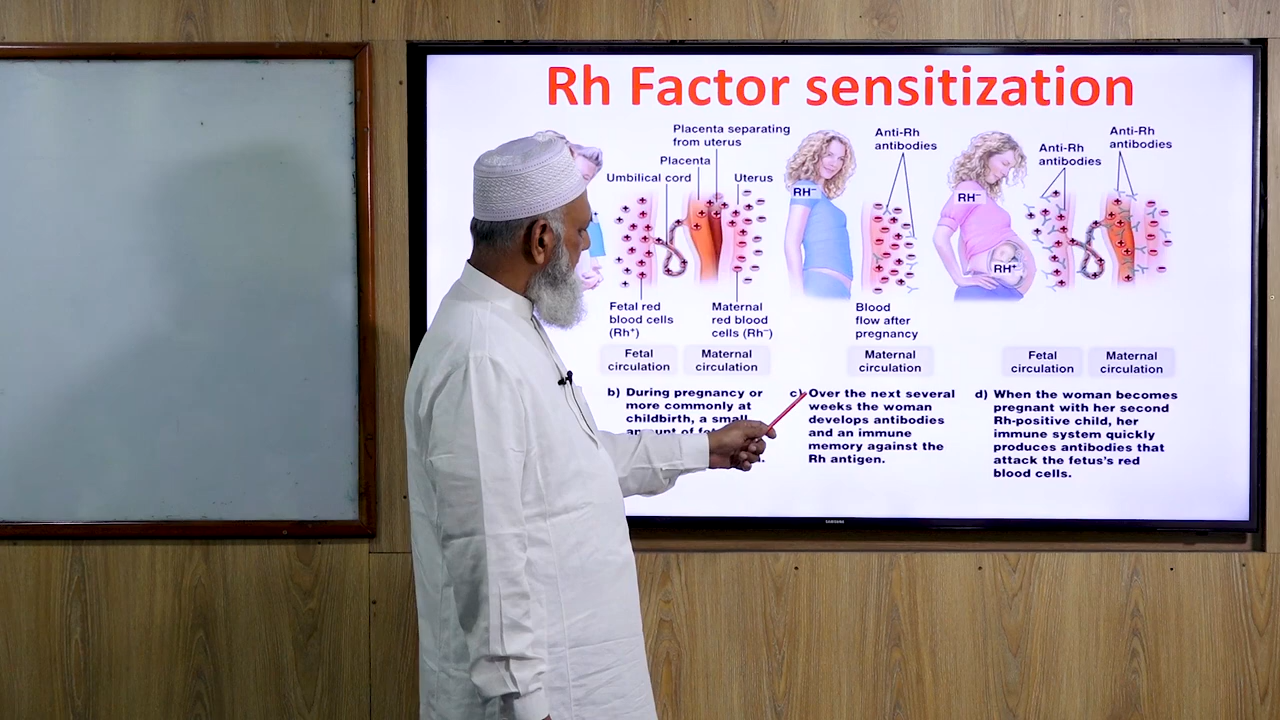 Rh Factor sensitization
Placenta separating
from uterus
Placenta
Umbilical cord
Uterus
Fetal red
blood cells
(Rh⁺)
Maternal
red blood
cells (Rh⁻)
Fetal
circulation
Maternal
circulation
b) During pregnancy or
more commonly at
childbirth, a small
amount of
RH⁻
Anti-Rh
antibodies
Blood
flow after
pregnancy
Maternal
circulation
c) Over the next several
weeks the woman
develops antibodies
and an immune
memory against the
Rh antigen.
RH⁻
RH⁺
Anti-Rh
antibodies
Anti-Rh
antibodies
Fetal
circulation
Maternal
circulation
d) When the woman becomes
pregnant with her second
Rh-positive child, her
immune system quickly
produces antibodies that
attack the fetus's red
blood cells.
SAMSUNG